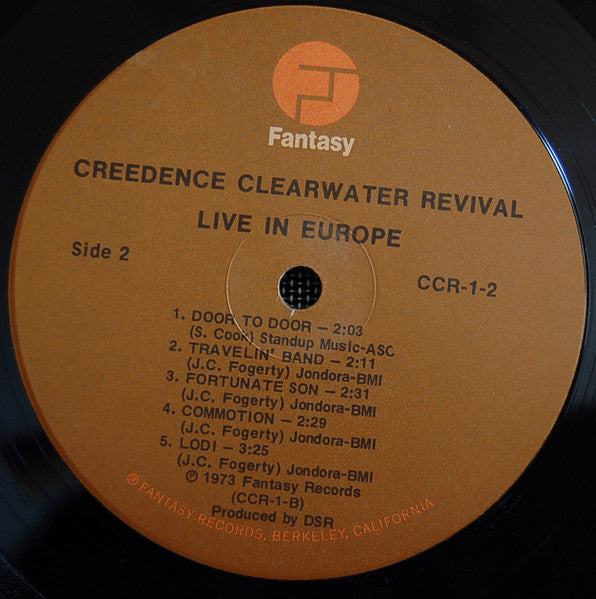 Fantasy
CREEDENCE CLEARWATER REVIVAL
LIVE IN EUROPE
Side 2
CCR-1-2
1. DOOR TO DOOR – 2:03
(S. Cook) Standup Music-ASC
2. TRAVELIN' BAND – 2:11
(J.C. Fogerty) Jondora-BMI
3. FORTUNATE SON – 2:31
(J.C. Fogerty) Jondora-BMI
4. COMMOTION – 2:29
(J.C. Fogerty) Jondora-BMI
5. LODI – 3:25
(J.C. Fogerty) Jondora-BMI
℗ 1973 Fantasy Records
(CCR-1-B)
Produced by DSR
® FANTASY RECORDS, BERKELEY, CALIFORNIA